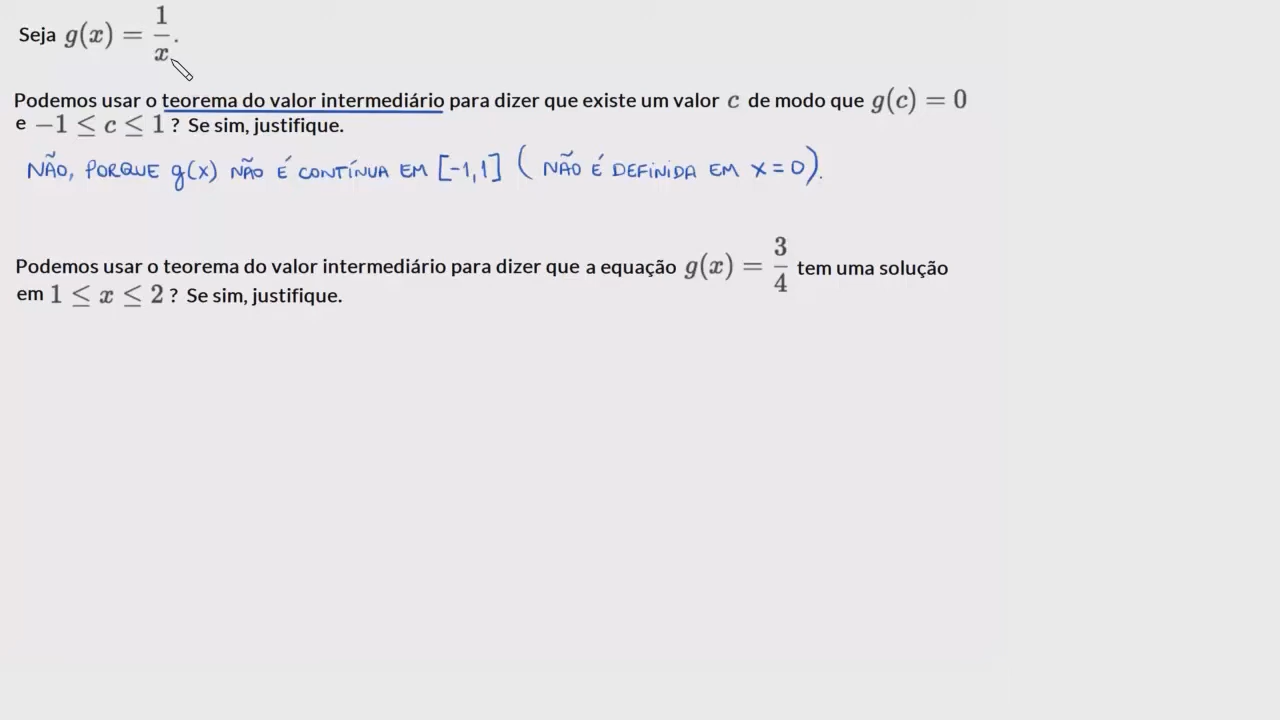 Seja g(x) = 1/x.
Podemos usar o teorema do valor intermediário para dizer que existe um valor c de modo que g(c) = 0
e −1 ≤ c ≤ 1? Se sim, justifique.
NÃO, PORQUE g(x) NÃO É CONTÍNUA EM [-1,1] (NÃO É DEFINIDA EM x=0).
Podemos usar o teorema do valor intermediário para dizer que a equação g(x) = 3/4 tem uma solução
em 1 ≤ x ≤ 2? Se sim, justifique.